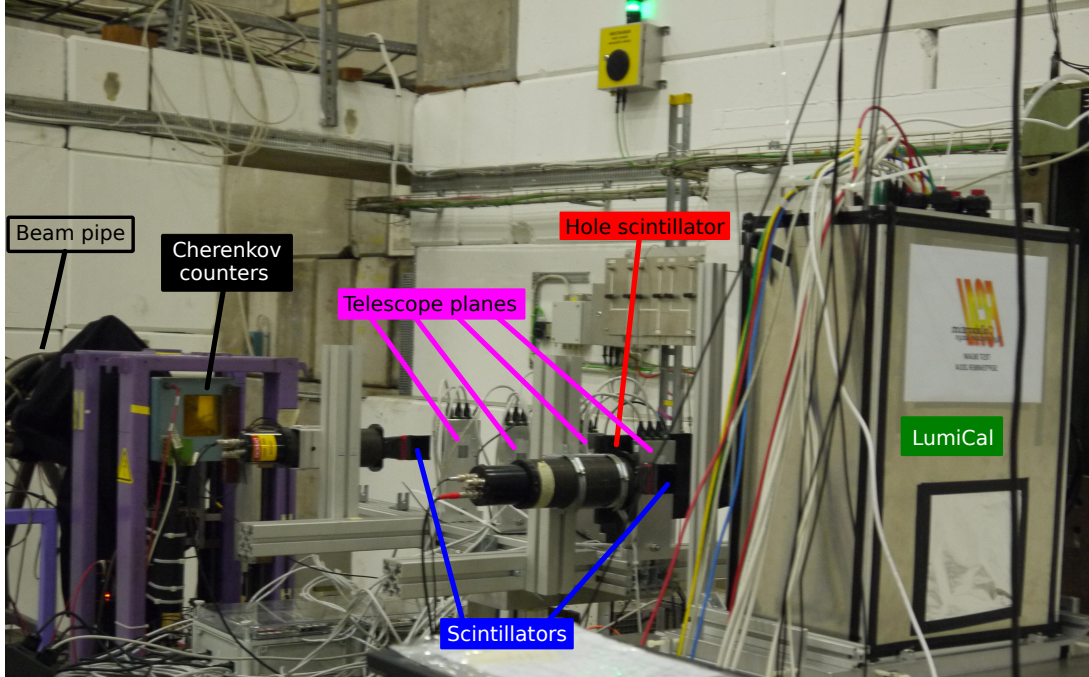 Beam pipe
Cherenkov
counters
Hole scintillator
Telescope planes
LumiCal
Scintillators